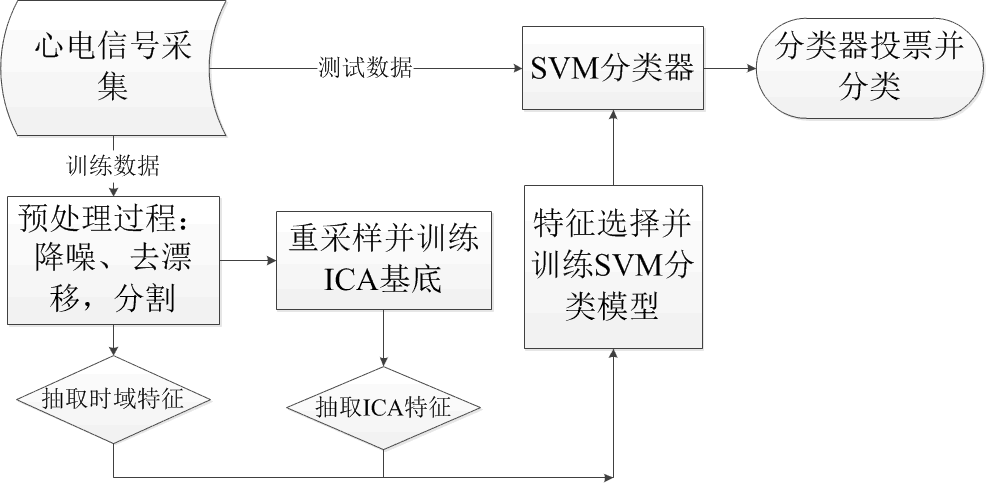 心电信号采
集
测试数据
SVM分类器
分类器投票并
分类
训练数据
预处理过程：
降噪、去漂
移，分割
重采样并训练
ICA基底
特征选择并
训练SVM分
类模型
抽取时域特征
抽取ICA特征